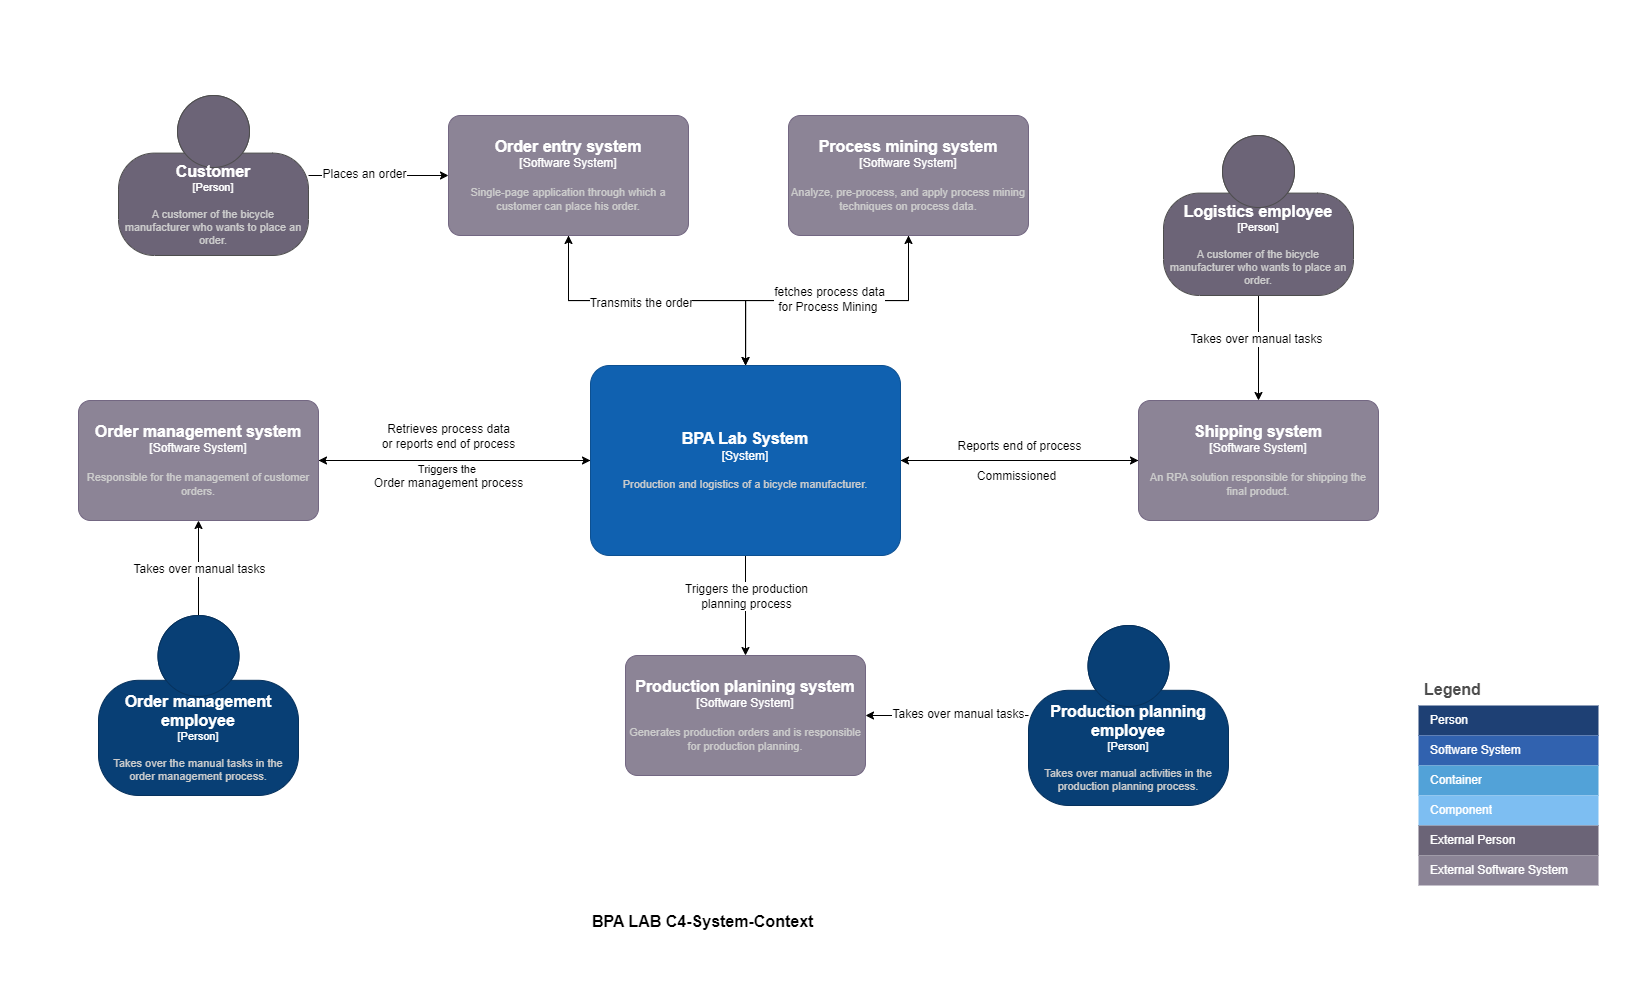 Customer
[Person]
A customer of the bicycle
manufacturer who wants to place an
order.
Places an order
Order entry system
[Software System]
Single-page application through which a
customer can place his order.
Process mining system
[Software System]
Analyze, pre-process, and apply process mining
techniques on process data.
Logistics employee
[Person]
A customer of the bicycle
manufacturer who wants to place an
order.
Transmits the order
fetches process data
for Process Mining
Takes over manual tasks
Order management system
[Software System]
Responsible for the management of customer
orders.
Retrieves process data
or reports end of process
Triggers the
Order management process
BPA Lab System
[System]
Production and logistics of a bicycle manufacturer.
Reports end of process
Commissioned
Shipping system
[Software System]
An RPA solution responsible for shipping the
final product.
Takes over manual tasks
Triggers the production
planning process
Order management
employee
[Person]
Takes over the manual tasks in the
order management process.
Production planining system
[Software System]
Generates production orders and is responsible
for production planning.
Takes over manual tasks
Production planning
employee
[Person]
Takes over manual activities in the
production planning process.
Legend
Person
Software System
Container
Component
External Person
External Software System
BPA LAB C4-System-Context